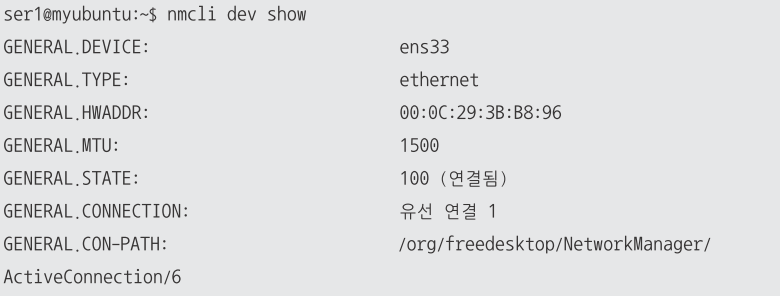 ser1@myubuntu:~$ nmcli dev show
GENERAL.DEVICE: ens33
GENERAL.TYPE: ethernet
GENERAL.HWADDR: 00:0C:29:3B:B8:96
GENERAL.MTU: 1500
GENERAL.STATE: 100 (연결됨)
GENERAL.CONNECTION: 유선 연결 1
GENERAL.CON-PATH: /org/freedesktop/NetworkManager/
ActiveConnection/6